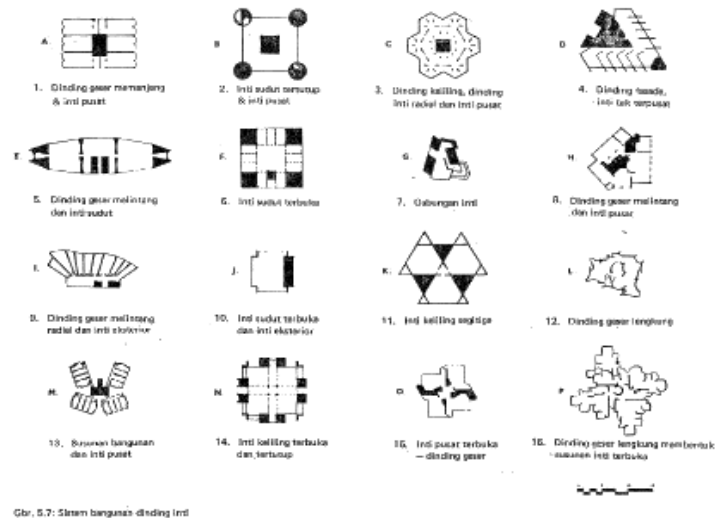 A.
B
C
D
1. Dinding geser memanjang
& inti pusat
2. Inti sudut tertutup
& inti pusat
3. Dinding keliling, dinding
inti radial dan inti pusat
4. Dinding fasade,
inti tak terpusat
E.
F.
G.
H.
5. Dinding geser melintang
dan inti sudut
6. Inti sudut terbuka
7. Gabungan inti
8. Dinding geser melintang
dan inti pusat
I.
J.
K.
L.
9. Dinding geser melintang
radial dan inti eksterior
10. Inti sudut terbuka
dan inti eksterior
11. Inti keliling segitiga
12. Dinding geser lengkung
M.
N
O.
P
13. Susunan bangunan
dan inti pusat
14. Inti keliling terbuka
dan tertutup
15. Inti pusat terbuka
— dinding geser
16. Dinding geser lengkung membentuk
susunan inti terbuka
Gbr. 5.7: Sistem bangunan dinding inti